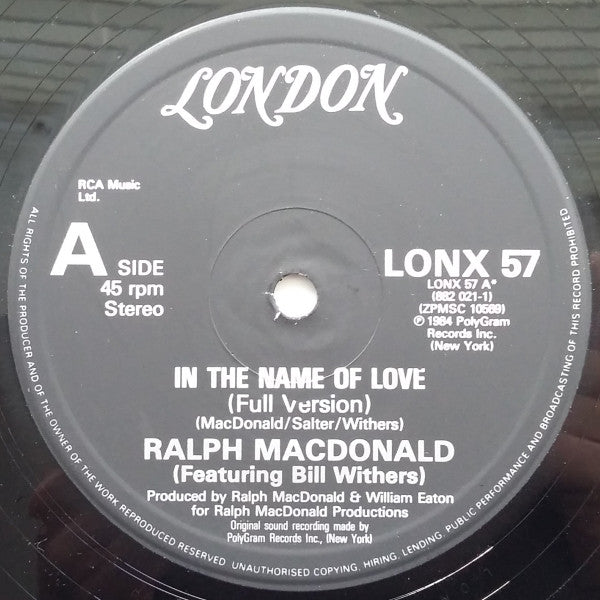 LONDON
RCA Music
Ltd.
A SIDE
45 rpm
Stereo
LONX 57
LONX 57 A*
(882 021-1)
(ZPMSC 10569)
℗ 1984 PolyGram
Records Inc.
(New York)
IN THE NAME OF LOVE
(Full Version)
(MacDonald/Salter/Withers)
RALPH MACDONALD
(Featuring Bill Withers)
Produced by Ralph MacDonald & William Eaton
for Ralph MacDonald Productions
Original sound recording made by
PolyGram Records Inc., (New York)
ALL RIGHTS OF THE PRODUCER AND OF THE OWNER OF THE WORK REPRODUCED RESERVED. UNAUTHORISED COPYING, HIRING, LENDING, PUBLIC PERFORMANCE AND BROADCASTING OF THIS RECORD PROHIBITED